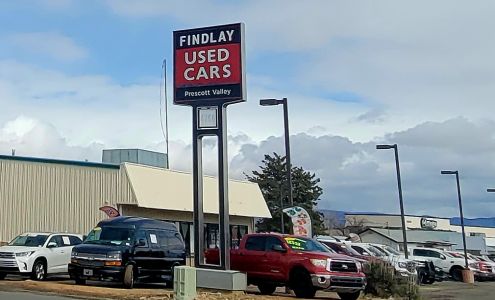 FINDLAY
USED
CARS
Prescott Valley